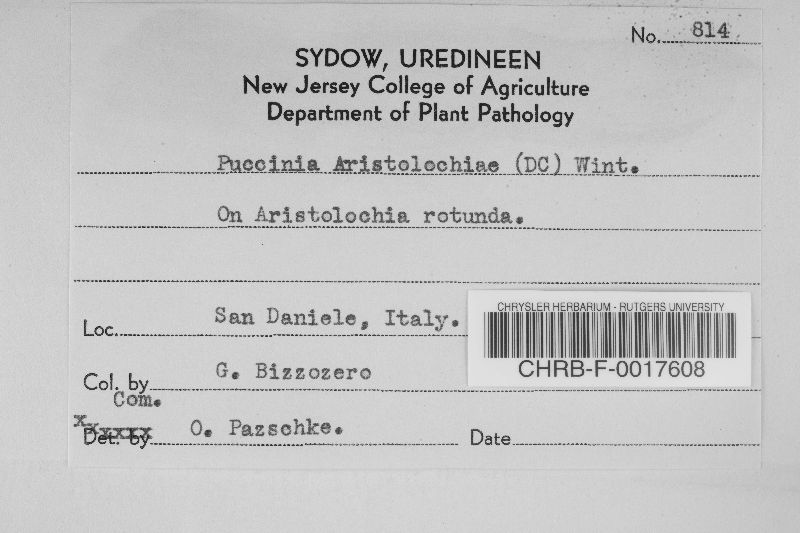 No. 814
SYDOW, UREDINEEN
New Jersey College of Agriculture
Department of Plant Pathology
Puccinia Aristolochiae (DC) Wint.
On Aristolochia rotunda.
Loc. San Daniele, Italy.
CHRYSLER HERBARIUM - RUTGERS UNIVERSITY
CHRB-F-0017608
Col. by G. Bizzozero
Com.
Det. by O. Pazschke. Date